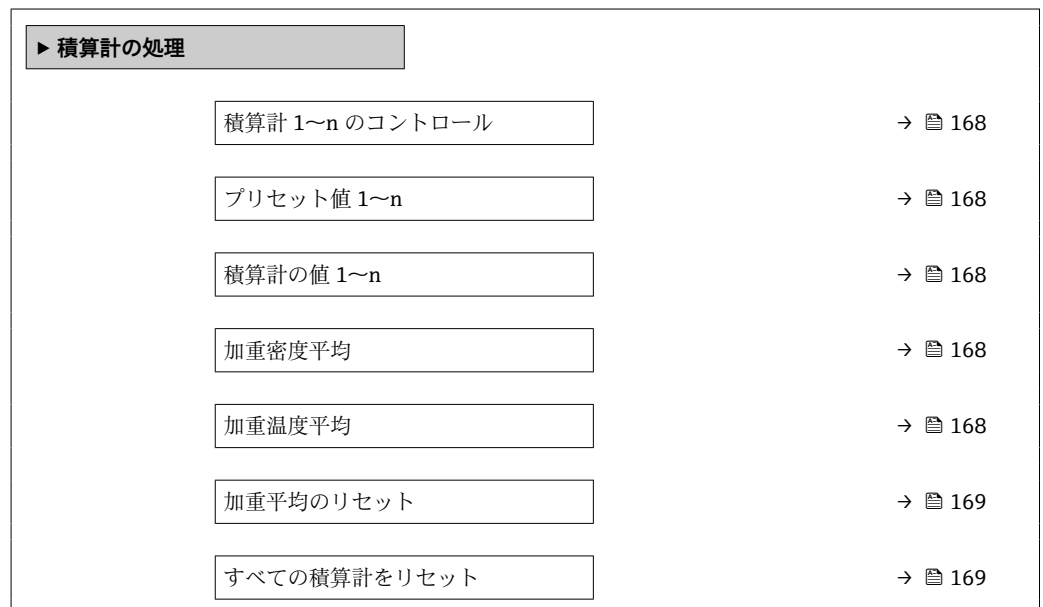 ▶ 積算計の処理
積算計 1～n のコントロール → 168
プリセット値 1～n → 168
積算計の値 1～n → 168
加重密度平均 → 168
加重温度平均 → 168
加重平均のリセット → 169
すべての積算計をリセット → 169